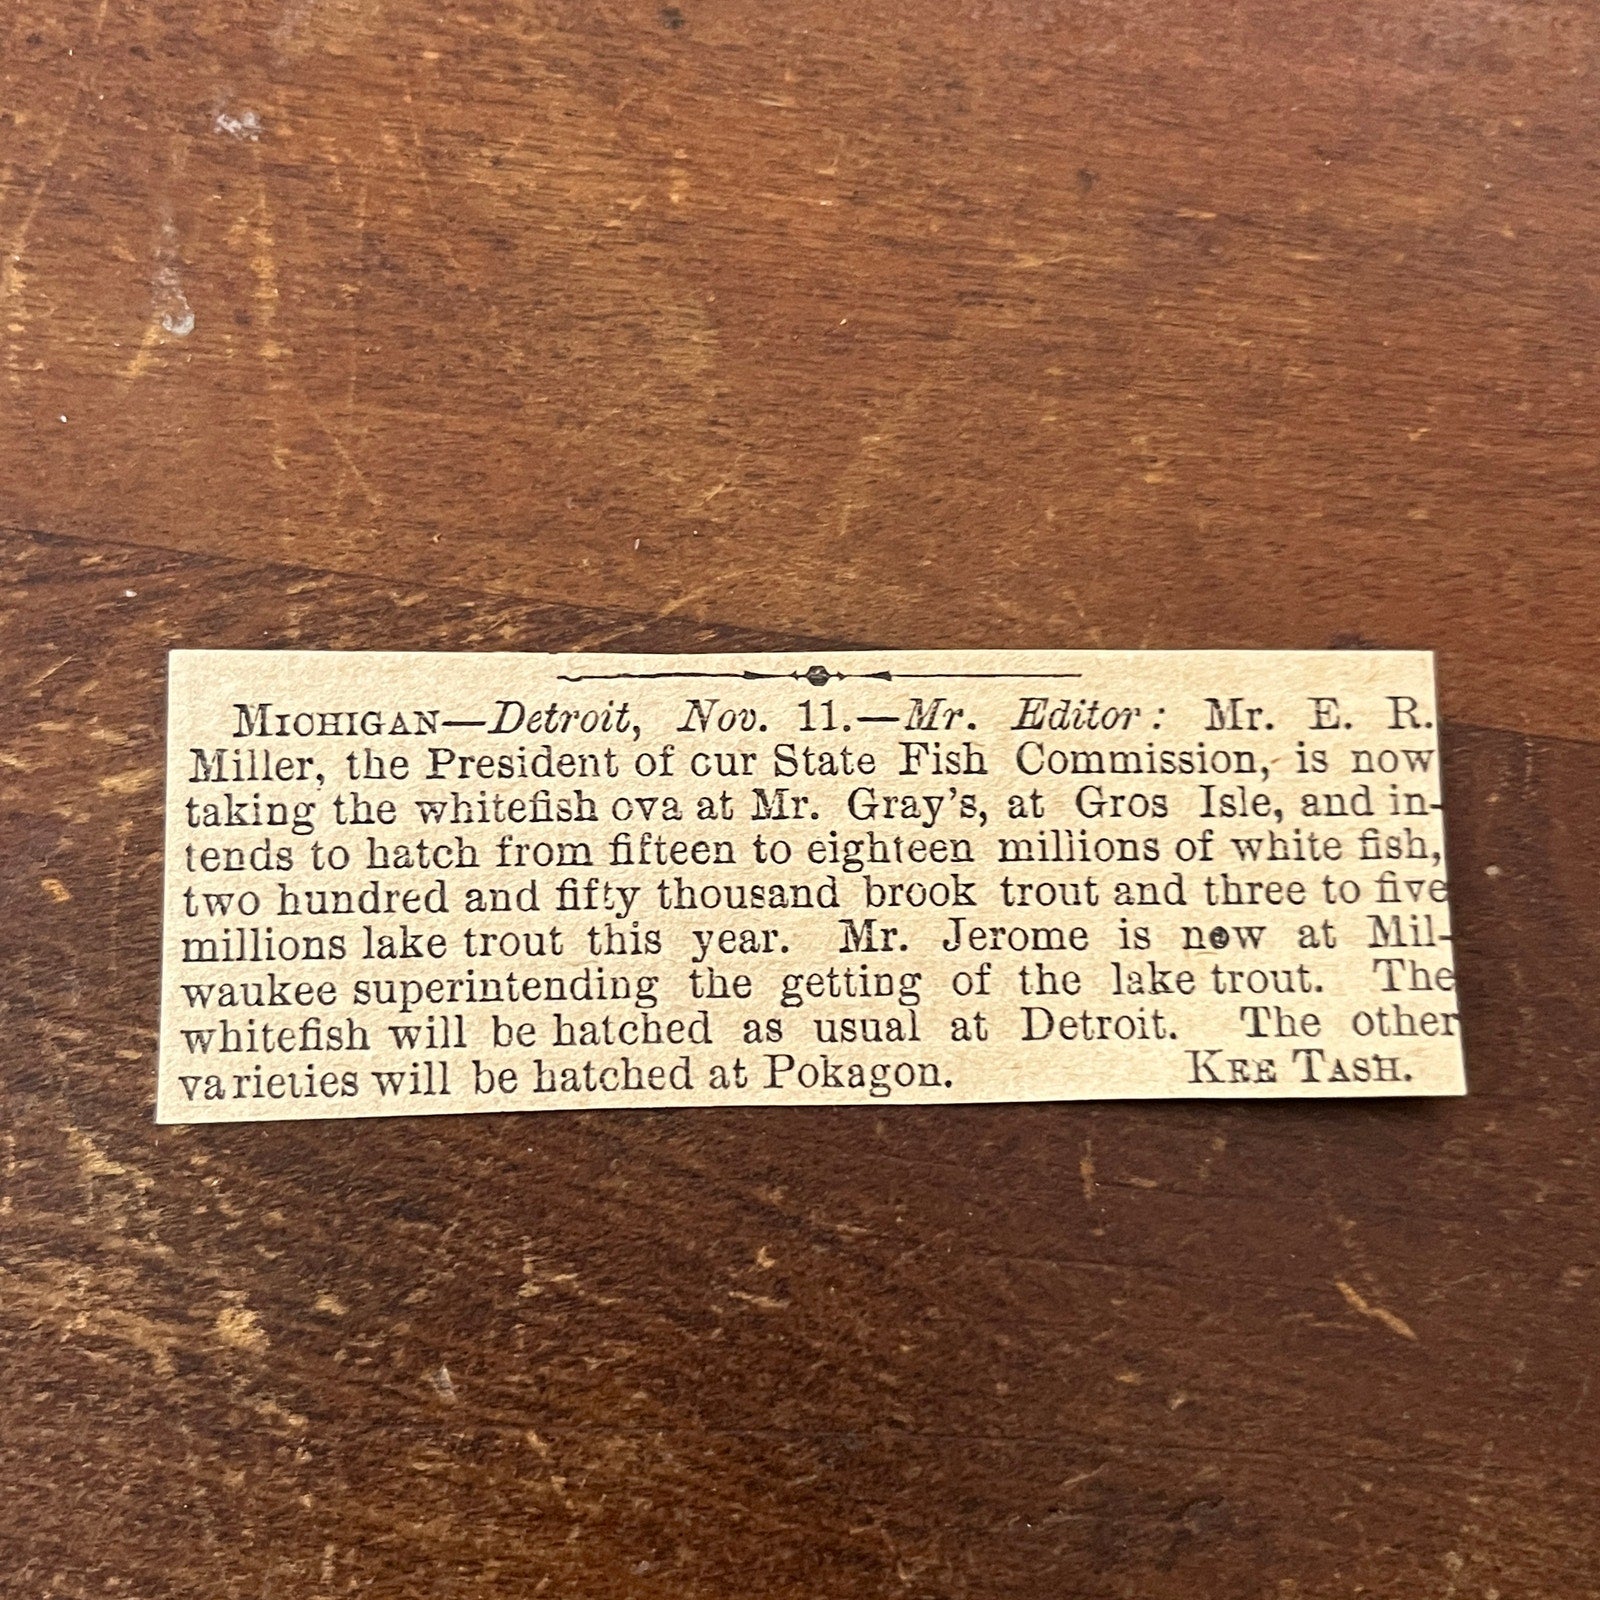 MICHIGAN—Detroit, Nov. 11.—Mr. Editor: Mr. E. R.
Miller, the President of our State Fish Commission, is now
taking the whitefish ova at Mr. Gray's, at Gros Isle, and in-
tends to hatch from fifteen to eighteen millions of white fish,
two hundred and fifty thousand brook trout and three to five
millions lake trout this year. Mr. Jerome is now at Mil-
waukee superintending the getting of the lake trout. The
whitefish will be hatched as usual at Detroit. The other
varieties will be hatched at Pokagon. KEE TASH.